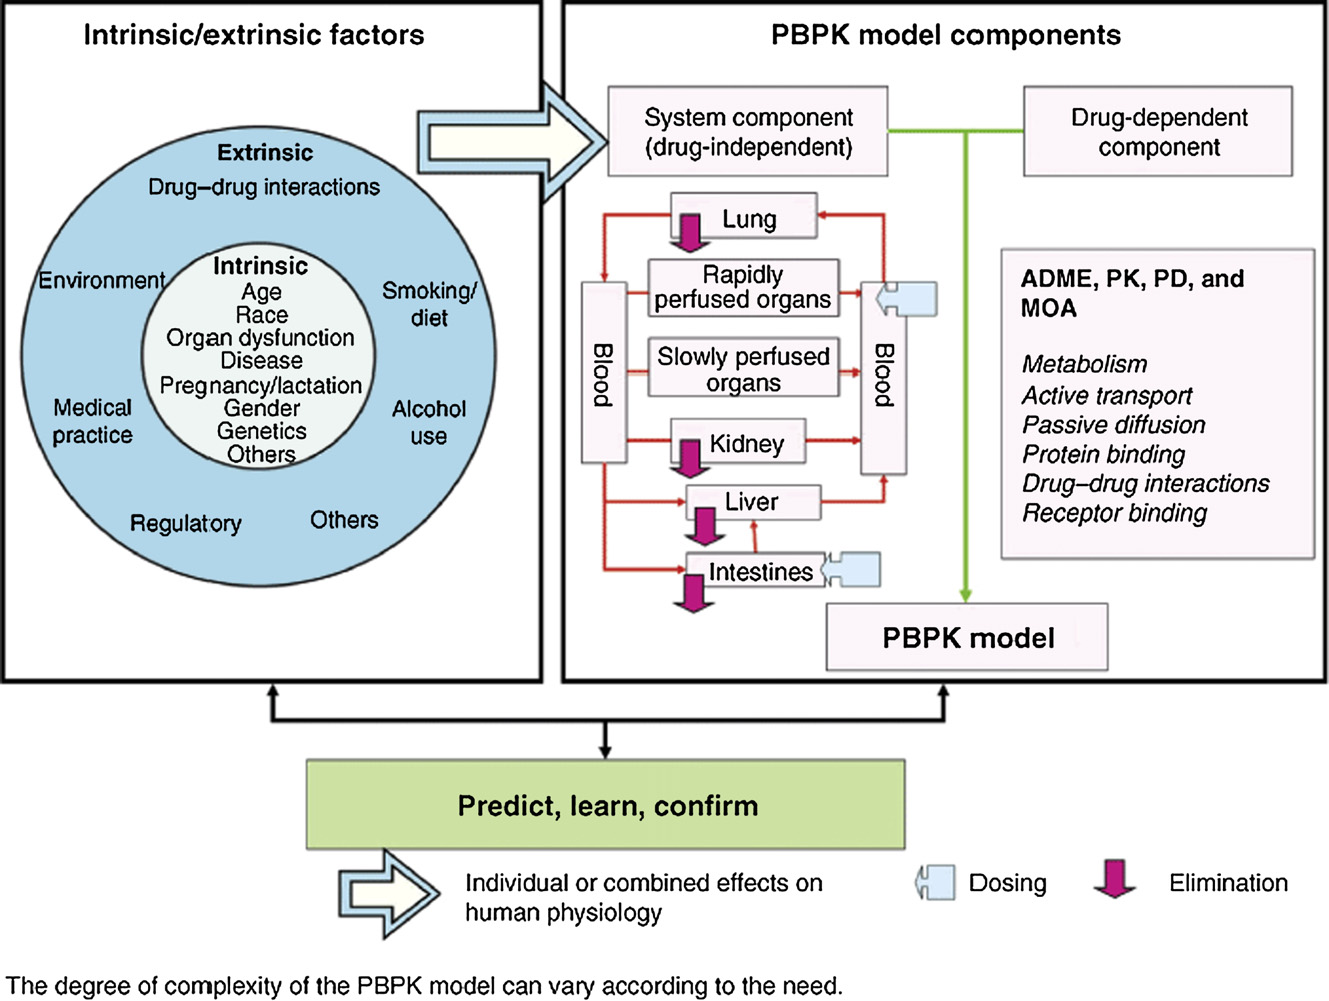 Intrinsic/extrinsic factors
Extrinsic
Drug–drug interactions
Environment
Smoking/
diet
Intrinsic
Age
Race
Organ dysfunction
Disease
Pregnancy/lactation
Gender
Genetics
Others
Medical
practice
Alcohol
use
Regulatory
Others
PBPK model components
System component
(drug-independent)
Drug-dependent
component
Lung
Rapidly
perfused organs
Blood
Slowly perfused
organs
Blood
Kidney
Liver
Intestines
ADME, PK, PD, and
MOA
Metabolism
Active transport
Passive diffusion
Protein binding
Drug–drug interactions
Receptor binding
PBPK model
Predict, learn, confirm
Individual or combined effects on
human physiology
Dosing
Elimination
The degree of complexity of the PBPK model can vary according to the need.